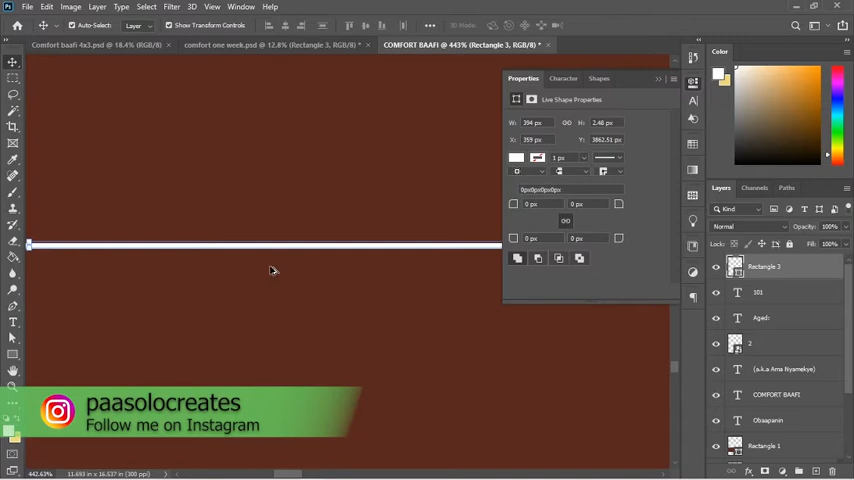 File Edit Image Layer Type Select Filter 3D View Window Help
Auto-Select: Layer Show Transform Controls 3D Mode:
Comfort baafi 4x3.psd @ 18.4% (RGB/8) × comfort one week.psd @ 12.8% (Rectangle 3, RGB/8) * × COMFORT BAAFI @ 443% (Rectangle 3, RGB/8) * ×
Properties Character Shapes
Live Shape Properties
W: 394 px H: 2.48 px
X: 359 px Y: 3862.51 px
1 px
0px0px0px0px
0 px 0 px
0 px 0 px
Color
Layers Channels Paths
Kind
Normal Opacity: 100%
Lock: Fill: 100%
Rectangle 3
T 101
T Aged:
2
T (a.k.a Ama Nyamekye)
T COMFORT BAAFI
T Obaapanin
Rectangle 1
fx
paasolocreates
Follow me on Instagram
442.63% 11.693 in x 16.537 in (300 ppi)